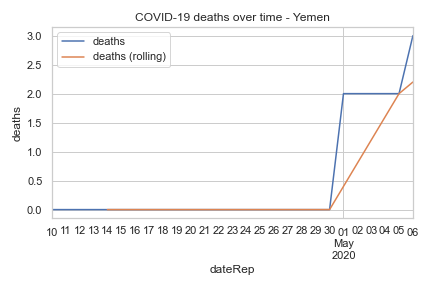 COVID-19 deaths over time - Yemen
deaths
deaths (rolling)
3.0
2.5
2.0
1.5
1.0
0.5
0.0
deaths
10 11 12 13 14 15 16 17 18 19 20 21 22 23 24 25 26 27 28 29 30 01 02 03 04 05 06
May
2020
dateRep